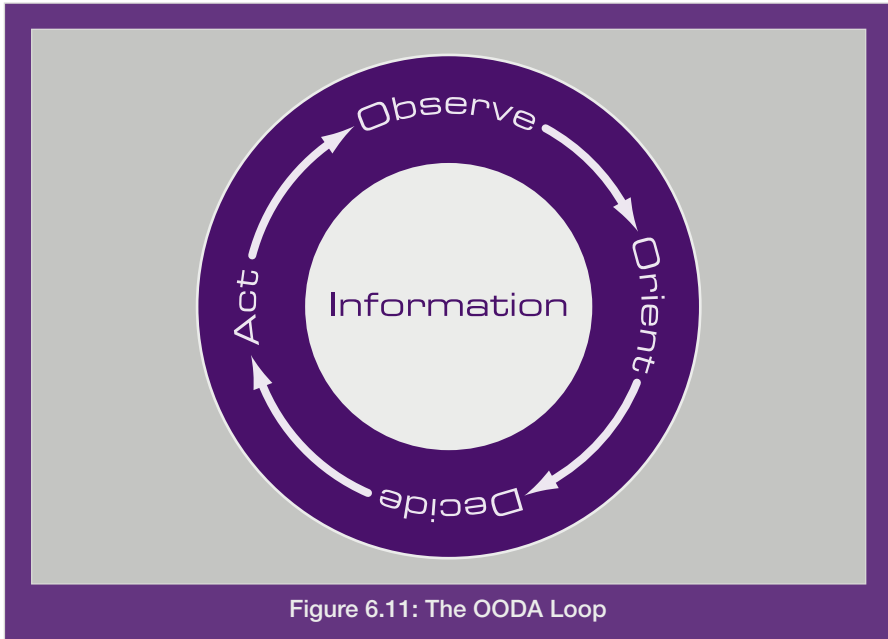 Observe
Orient
Decide
Act
Information
Figure 6.11: The OODA Loop